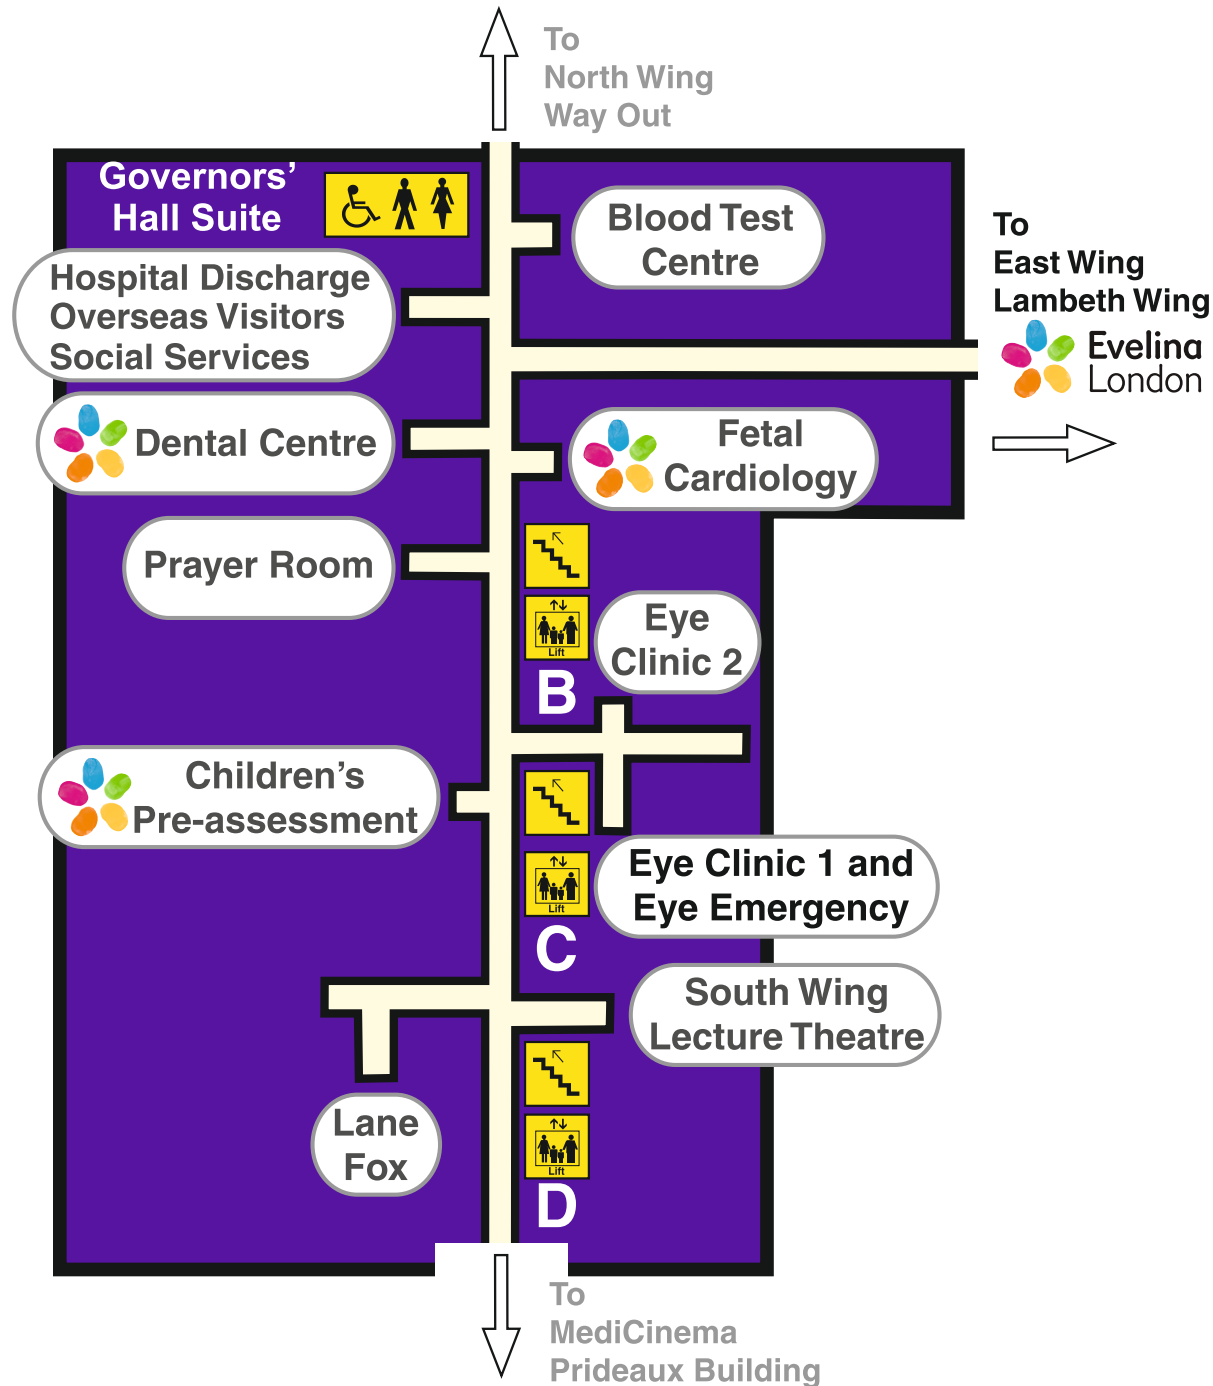 To
North Wing
Way Out
Governors’
Hall Suite
Blood Test
Centre
To
East Wing
Lambeth Wing
Evelina
London
Hospital Discharge
Overseas Visitors
Social Services
Dental Centre
Fetal
Cardiology
Prayer Room
Lift
B
Eye
Clinic 2
Children’s
Pre-assessment
Lift
C
Eye Clinic 1 and
Eye Emergency
South Wing
Lecture Theatre
Lane
Fox
Lift
D
To
MediCinema
Prideaux Building